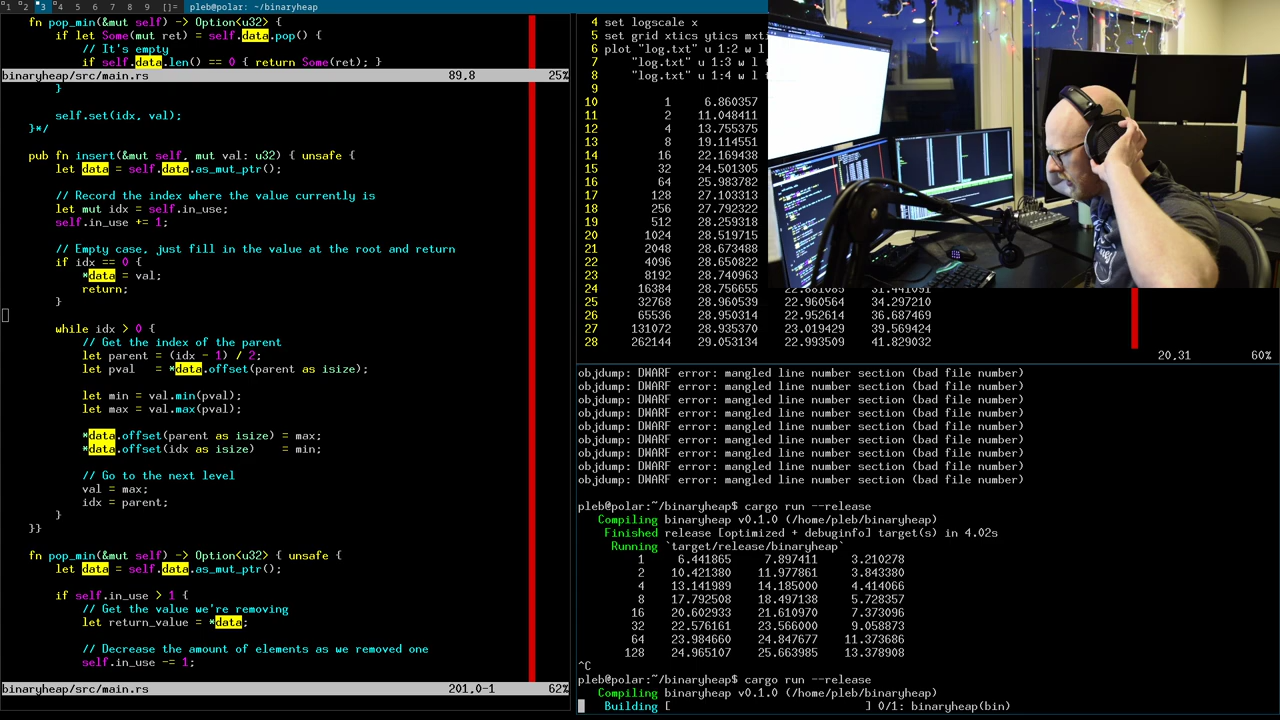 1 2 3 4 5 6 7 8 9 []= pleb@polar: ~/binaryheap
fn pop_min(&mut self) -> Option<u32> {
if let Some(mut ret) = self.data.pop() {
// It's empty
if self.data.len() == 0 { return Some(ret); }
binaryheap/src/main.rs 89,8 25%
}
self.set(idx, val);
}*/
pub fn insert(&mut self, mut val: u32) { unsafe {
let data = self.data.as_mut_ptr();
// Record the index where the value currently is
let mut idx = self.in_use;
self.in_use += 1;
// Empty case, just fill in the value at the root and return
if idx == 0 {
*data = val;
return;
}
while idx > 0 {
// Get the index of the parent
let parent = (idx - 1) / 2;
let pval = *data.offset(parent as isize);
let min = val.min(pval);
let max = val.max(pval);
*data.offset(parent as isize) = max;
*data.offset(idx as isize) = min;
// Go to the next level
val = max;
idx = parent;
}
}}
fn pop_min(&mut self) -> Option<u32> { unsafe {
let data = self.data.as_mut_ptr();
if self.in_use > 1 {
// Get the value we're removing
let return_value = *data;
// Decrease the amount of elements as we removed one
self.in_use -= 1;
binaryheap/src/main.rs 201,0-1 62%
4 set logscale x
5 set grid xtics ytics mx
6 plot "log.txt" u 1:2 w l
7 "log.txt" u 1:3 w l
8 "log.txt" u 1:4 w l
9
10 1 6.860357
11 2 11.048411
12 4 13.755375
13 8 19.114551
14 16 22.169438
15 32 24.501305
16 64 25.983782
17 128 27.103313
18 256 27.792322
19 512 28.259318
20 1024 28.519715
21 2048 28.673488
22 4096 28.650822
23 8192 28.740963
24 16384 28.756655
25 32768 28.960539 22.960564 34.297210
26 65536 28.950314 22.952614 36.687469
27 131072 28.935370 23.019429 39.569424
28 262144 29.053134 22.993509 41.829032
20,31 60%
objdump: DWARF error: mangled line number section (bad file number)
objdump: DWARF error: mangled line number section (bad file number)
objdump: DWARF error: mangled line number section (bad file number)
objdump: DWARF error: mangled line number section (bad file number)
objdump: DWARF error: mangled line number section (bad file number)
objdump: DWARF error: mangled line number section (bad file number)
objdump: DWARF error: mangled line number section (bad file number)
objdump: DWARF error: mangled line number section (bad file number)
objdump: DWARF error: mangled line number section (bad file number)
pleb@polar:~/binaryheap$ cargo run --release
Compiling binaryheap v0.1.0 (/home/pleb/binaryheap)
Finished release [optimized + debuginfo] target(s) in 4.02s
Running `target/release/binaryheap`
1 6.441865 7.897411 3.210278
2 10.421380 11.977861 3.843380
4 13.141989 14.185000 4.414066
8 17.792508 18.497138 5.728357
16 20.602933 21.610970 7.373096
32 22.576161 23.566000 9.058873
64 23.984660 24.847677 11.373686
128 24.965107 25.663985 13.378908
^C
pleb@polar:~/binaryheap$ cargo run --release
Compiling binaryheap v0.1.0 (/home/pleb/binaryheap)
Building [ ] 0/1: binaryheap(bin)